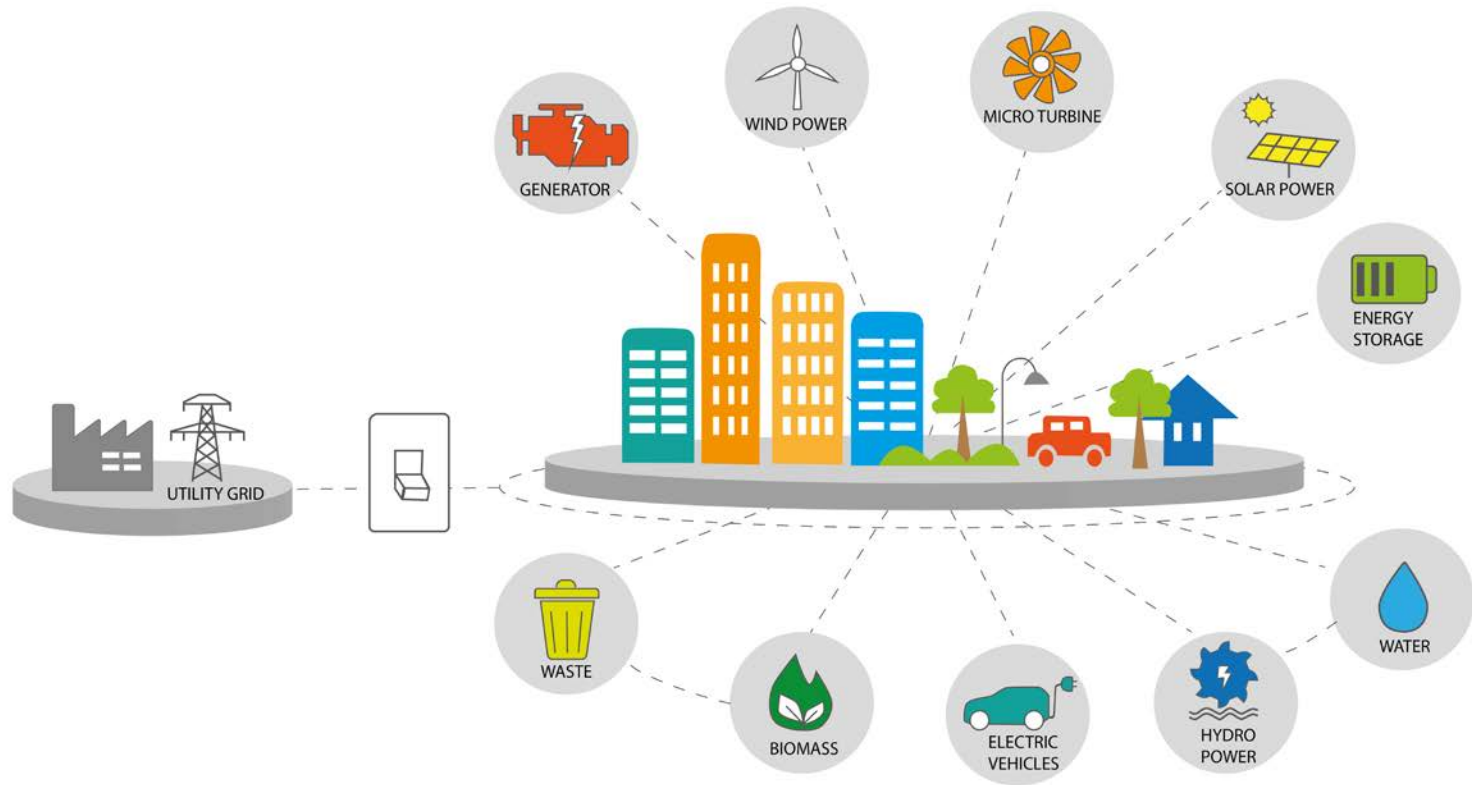 WIND POWER
MICRO TURBINE
GENERATOR
SOLAR POWER
ENERGY
STORAGE
UTILITY GRID
WASTE
WATER
BIOMASS
ELECTRIC
VEHICLES
HYDRO
POWER